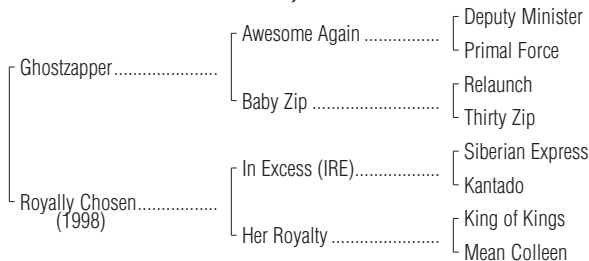 Deputy Minister
Awesome Again ................
Primal Force
Ghostzapper......................
Relaunch
Baby Zip ...........................
Thirty Zip
Siberian Express
In Excess (IRE)..................
Kantado
Royally Chosen.................
(1998)
King of Kings
Her Royalty .......................
Mean Colleen